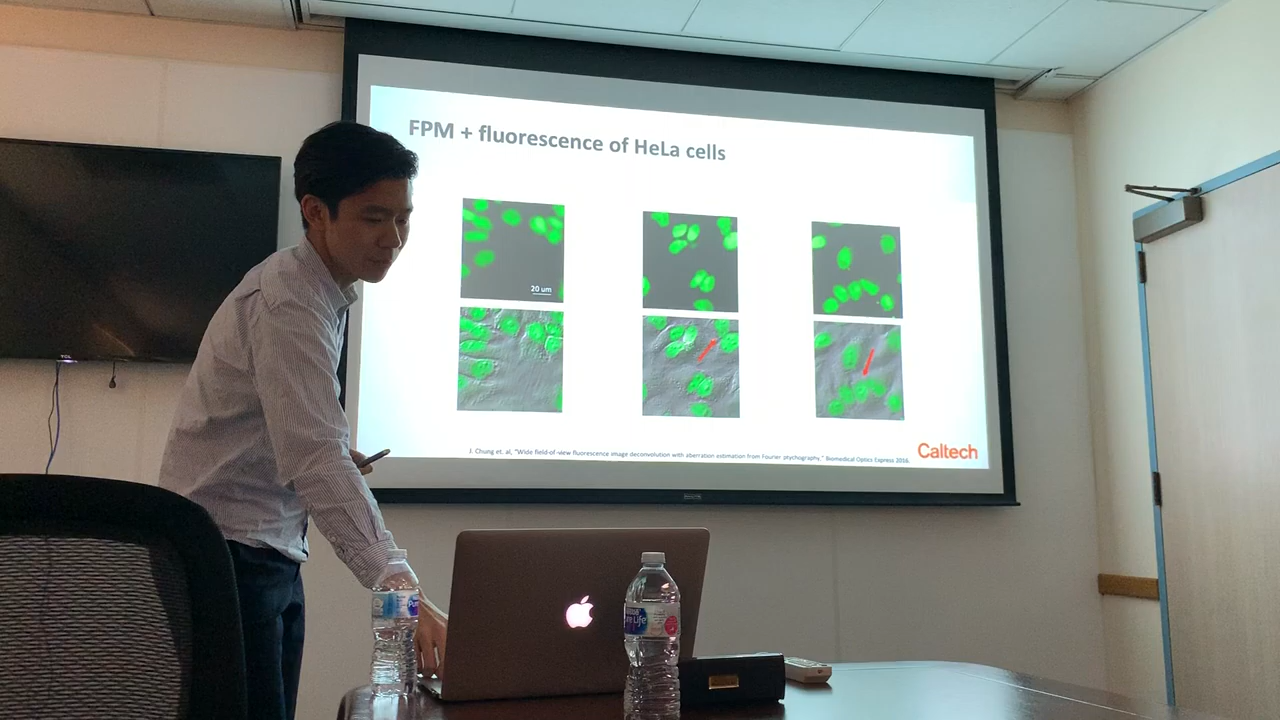 FPM + fluorescence of HeLa cells
20 um
J. Chung et. al, "Wide field-of-view fluorescence image deconvolution with aberration estimation from Fourier ptychography," Biomedical Optics Express 2016.
Caltech
TCL
Life